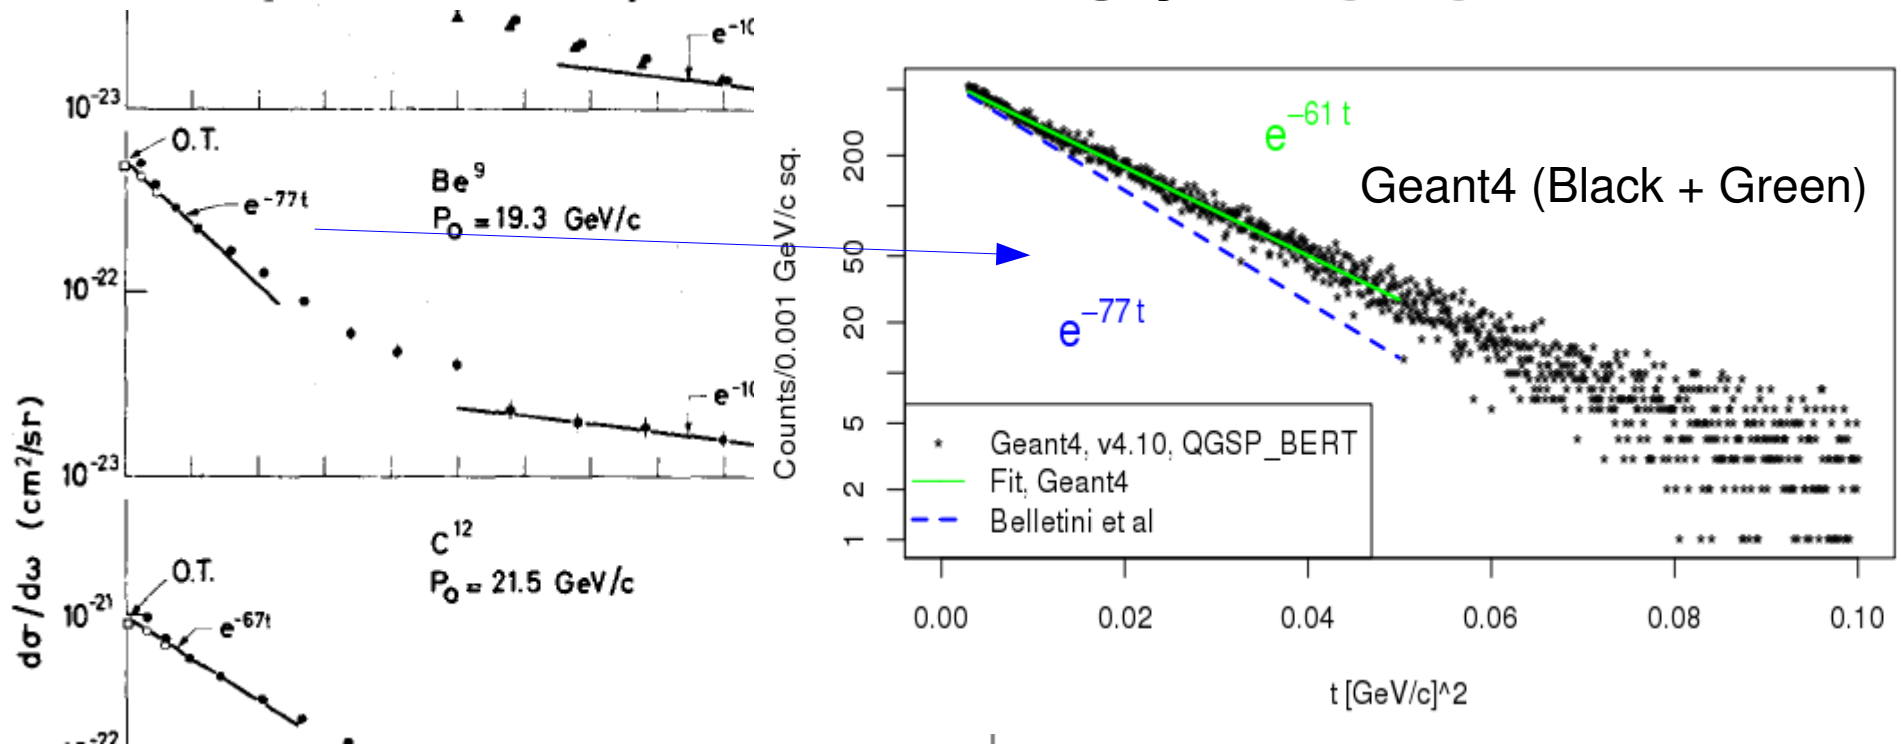 e-10
10-23
O.T.
Be9
P0 = 19.3 GeV/c
e-77t
10-22
e-10
10-23
dσ/dω (cm2/sr)
C12
P0 = 21.5 GeV/c
O.T.
10-21
e-67t
-22
Counts/0.001 GeV/c sq.
200
50
20
5
2
1
e−61 t
Geant4 (Black + Green)
e−77 t
Geant4, v4.10, QGSP_BERT
Fit, Geant4
Belletini et al
0.00 0.02 0.04 0.06 0.08 0.10
t [GeV/c]^2